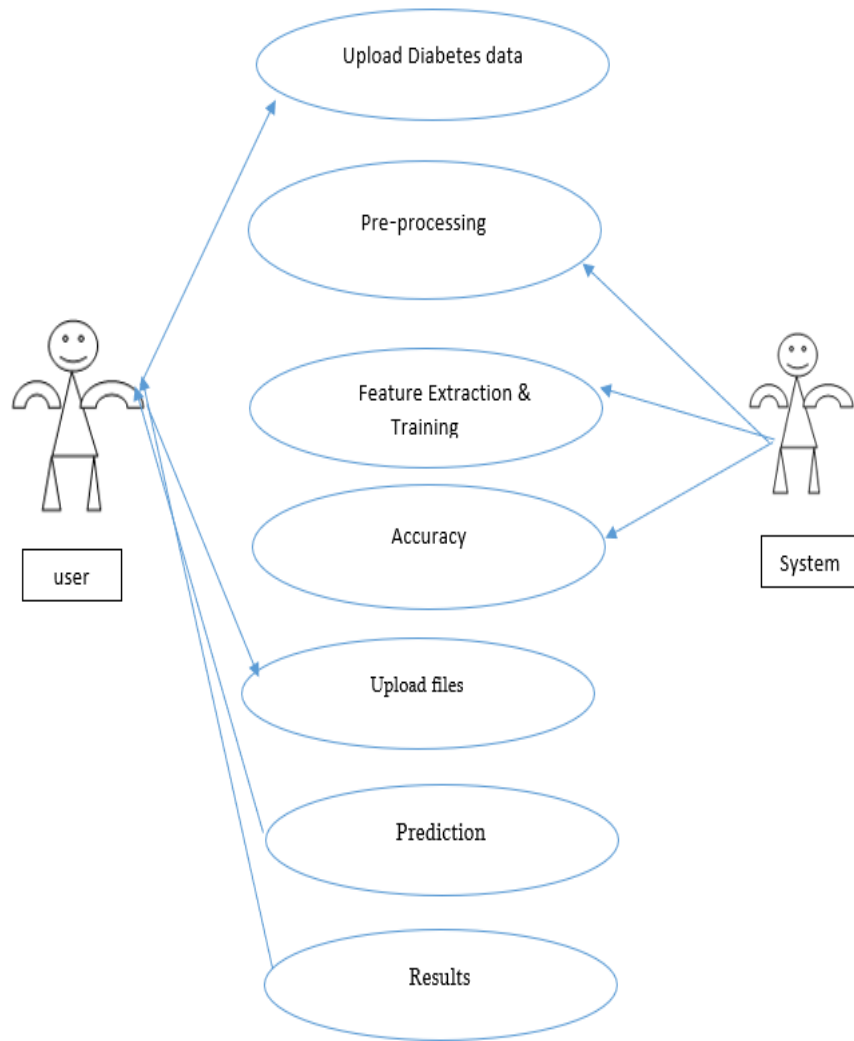 Upload Diabetes data
Pre-processing
Feature Extraction &
Training
Accuracy
user
System
Upload files
Prediction
Results